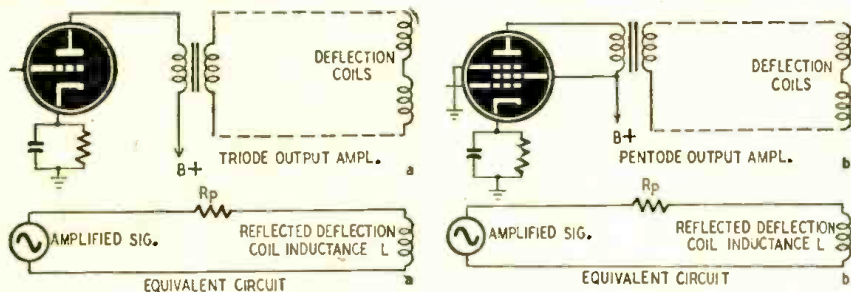 DEFLECTION
COILS
B+
TRIODE OUTPUT AMPL.
a
Rp
AMPLIFIED SIG.
REFLECTED DEFLECTION
COIL INDUCTANCE L
EQUIVALENT CIRCUIT
a
DEFLECTION
COILS
B+
PENTODE OUTPUT AMPL.
b
Rp
AMPLIFIED SIG.
REFLECTED DEFLECTION
COIL INDUCTANCE L
EQUIVALENT CIRCUIT
b